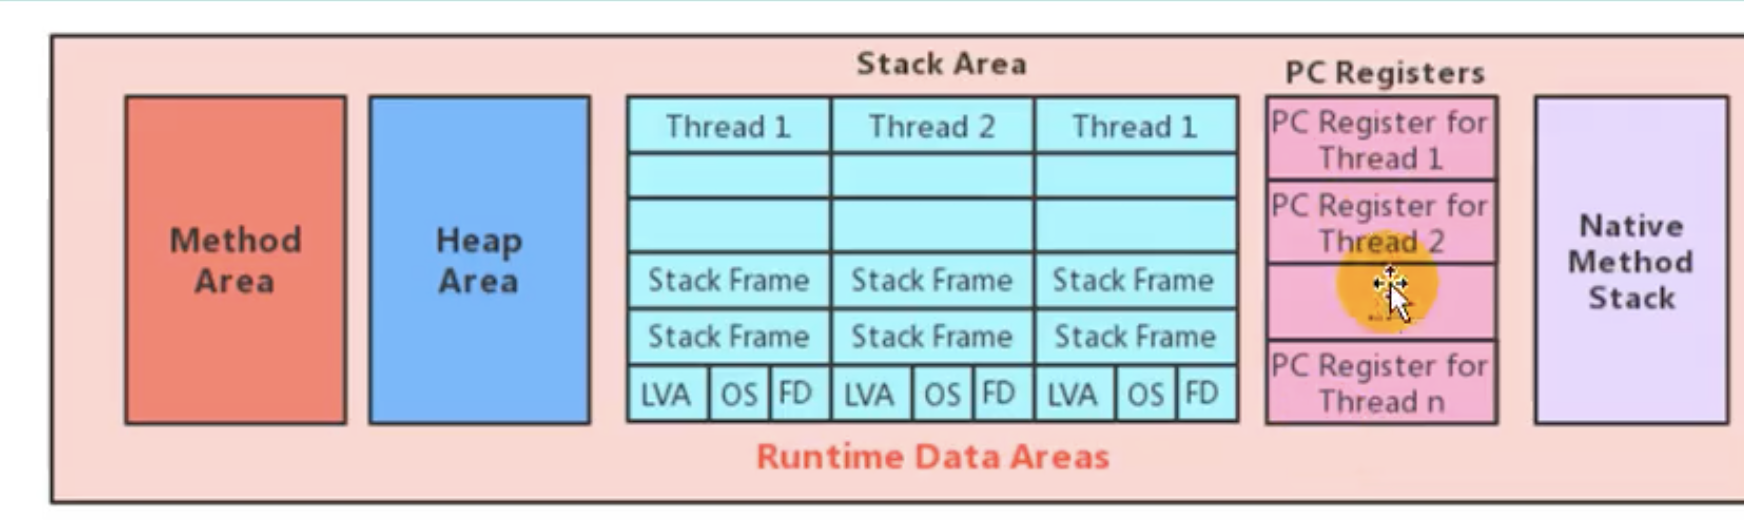 Stack Area
PC Registers
Method
Area
Heap
Area
Thread 1
Thread 2
Thread 1
Stack Frame
Stack Frame
Stack Frame
Stack Frame
Stack Frame
Stack Frame
LVA
OS
FD
LVA
OS
FD
LVA
OS
FD
PC Register for
Thread 1
PC Register for
Thread 2
PC Register for
Thread n
Native
Method
Stack
Runtime Data Areas